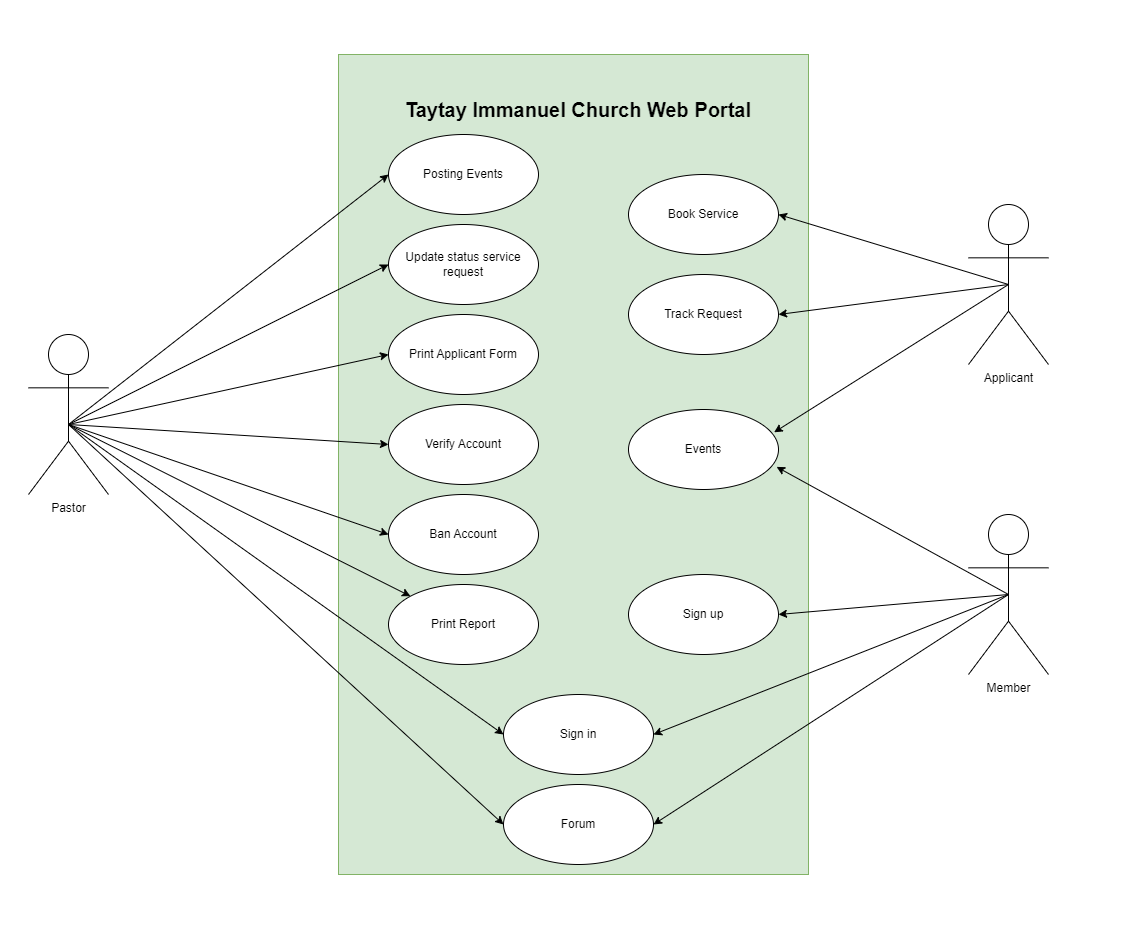 Taytay Immanuel Church Web Portal
Posting Events
Update status service
request
Print Applicant Form
Verify Account
Ban Account
Print Report
Book Service
Track Request
Events
Sign up
Sign in
Forum
Pastor
Applicant
Member